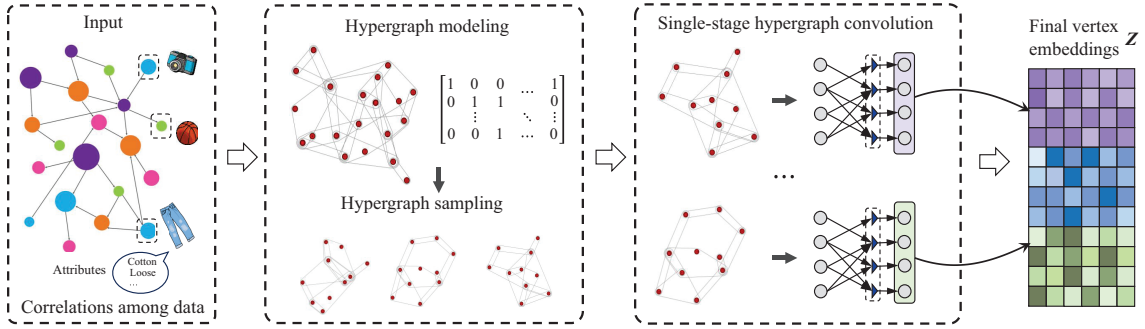 Input
Attributes
Cotton
Loose
...
Correlations among data
Hypergraph modeling
1 0 0 ... 1
0 1 1 0
⋮ ⋱ ⋮
0 0 1 ... 0
Hypergraph sampling
Single-stage hypergraph convolution
...
Final vertex
embeddings Z